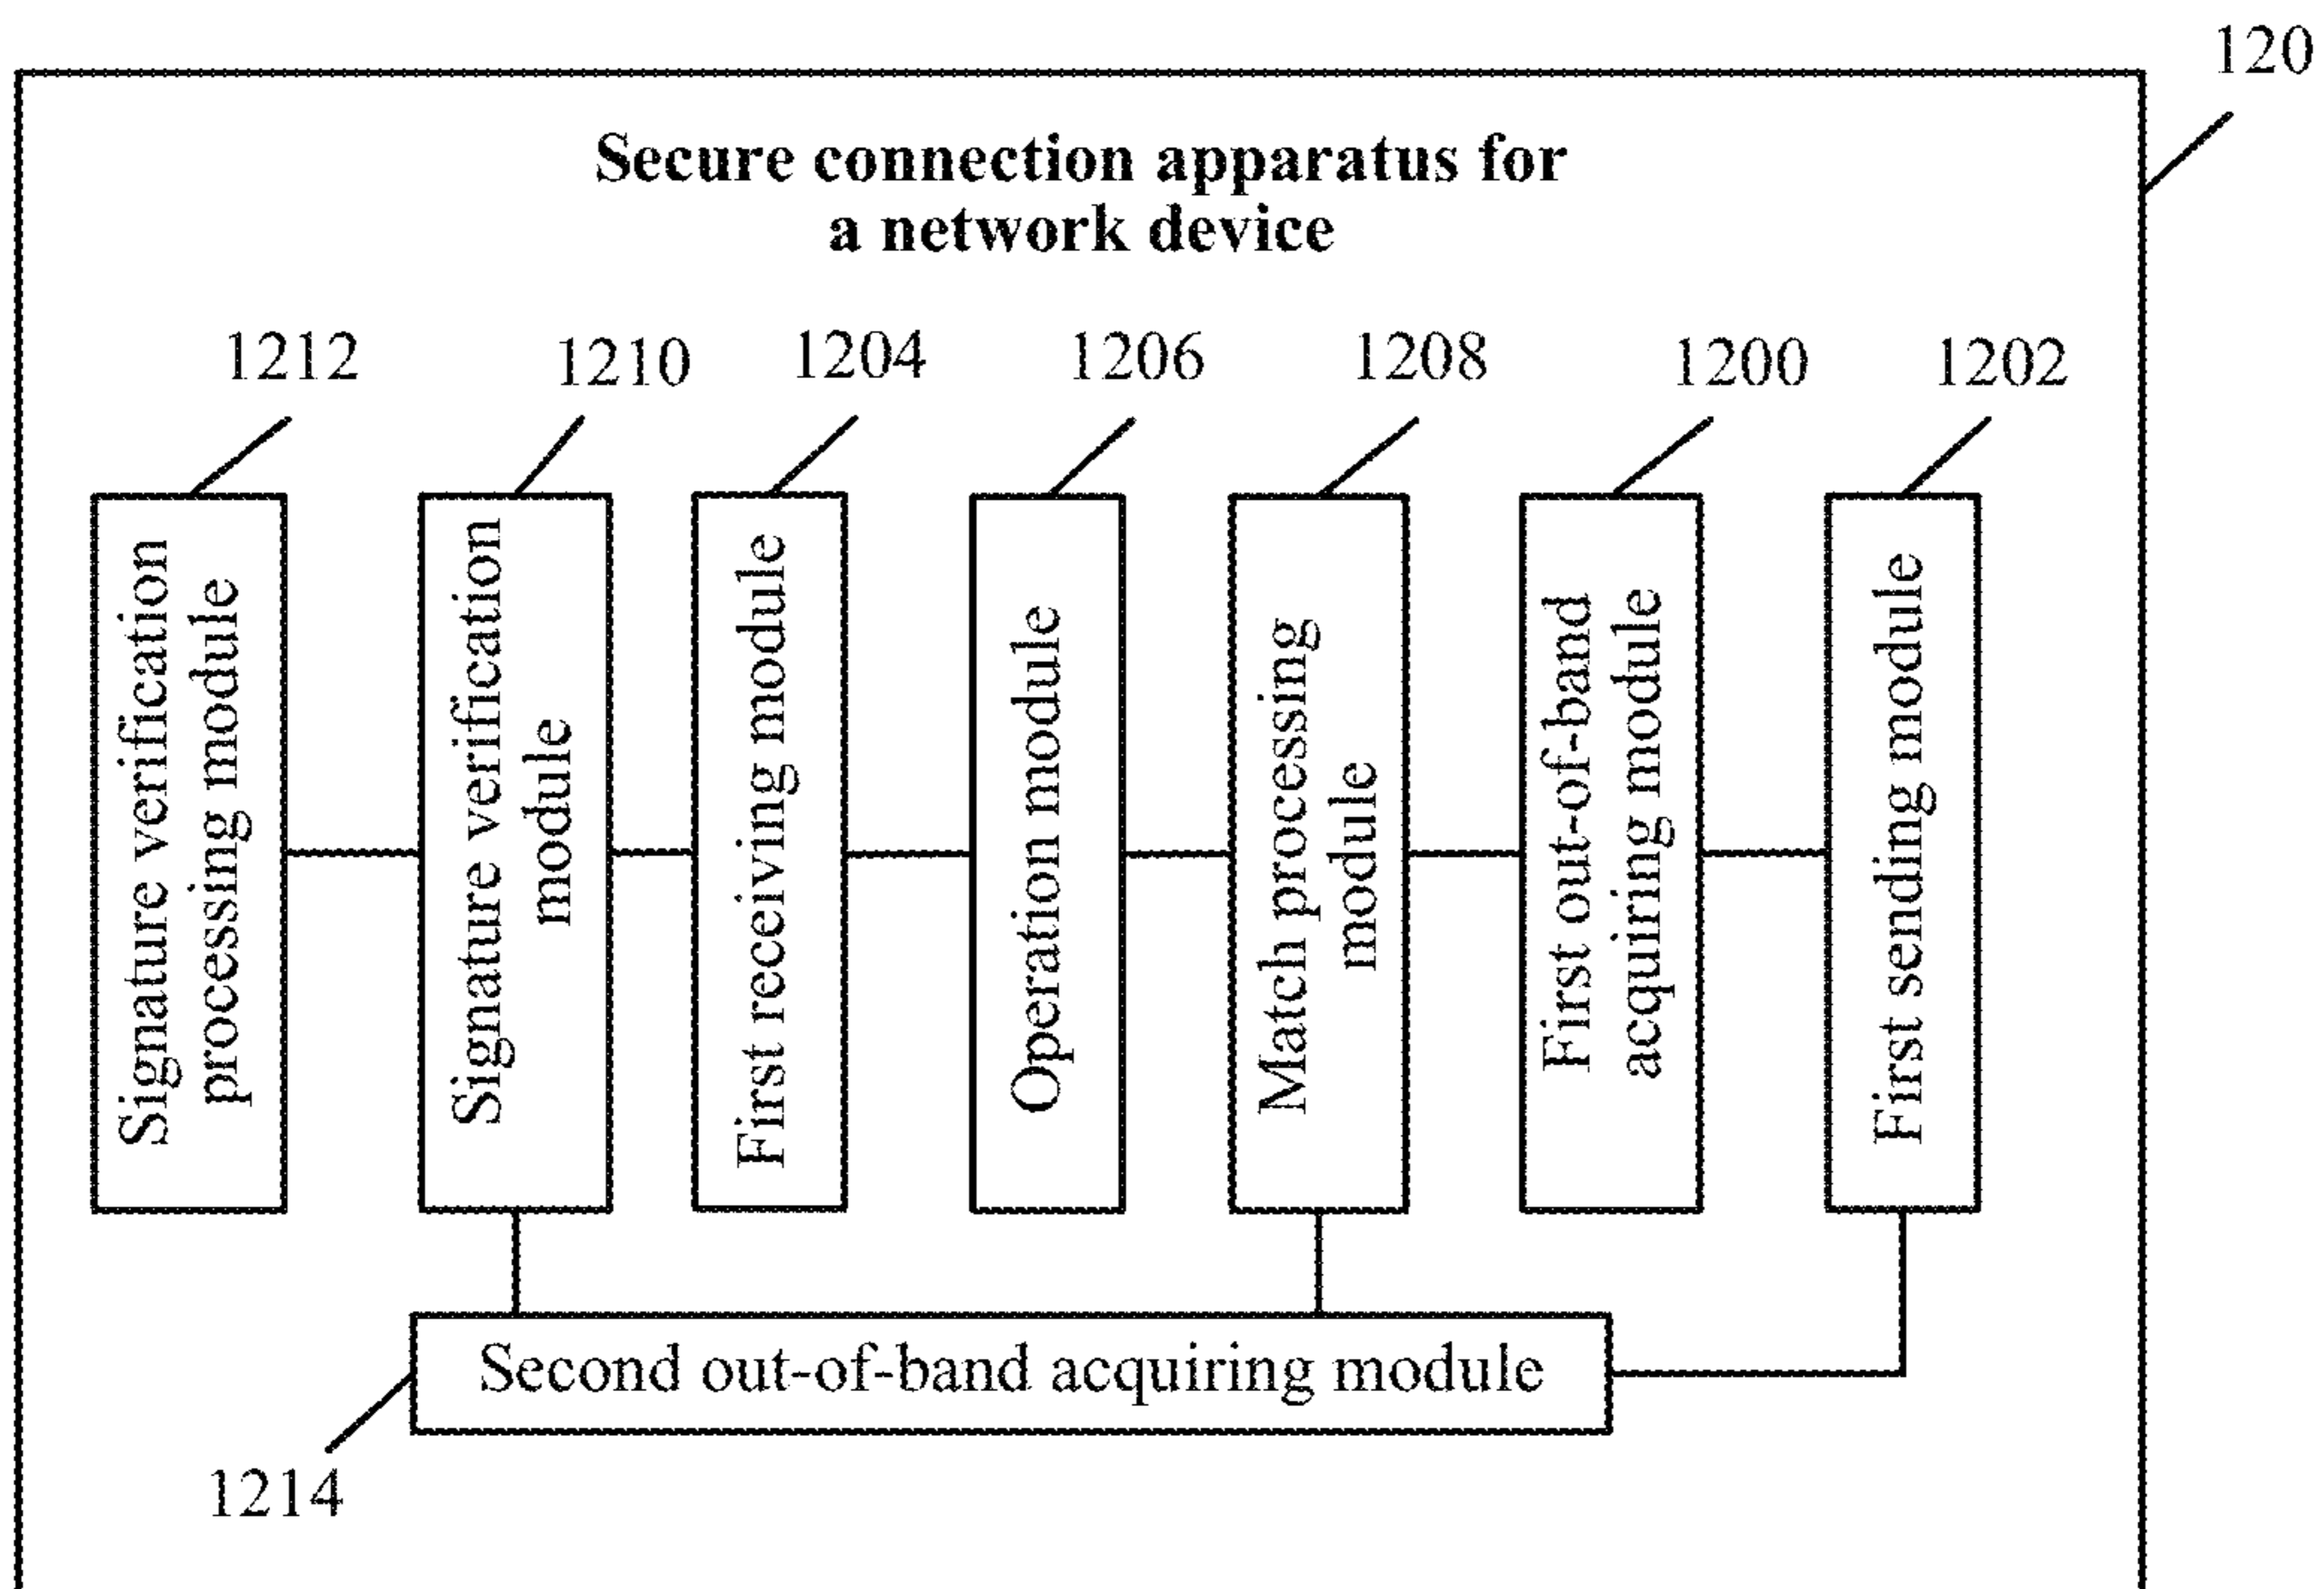 120
Secure connection apparatus for
a network device
1212
1210
1204
1206
1208
1200
1202
Signature verification
processing module
Signature verification
module
First receiving module
Operation module
Match processing
module
First out-of-band
acquiring module
First sending module
Second out-of-band acquiring module
1214